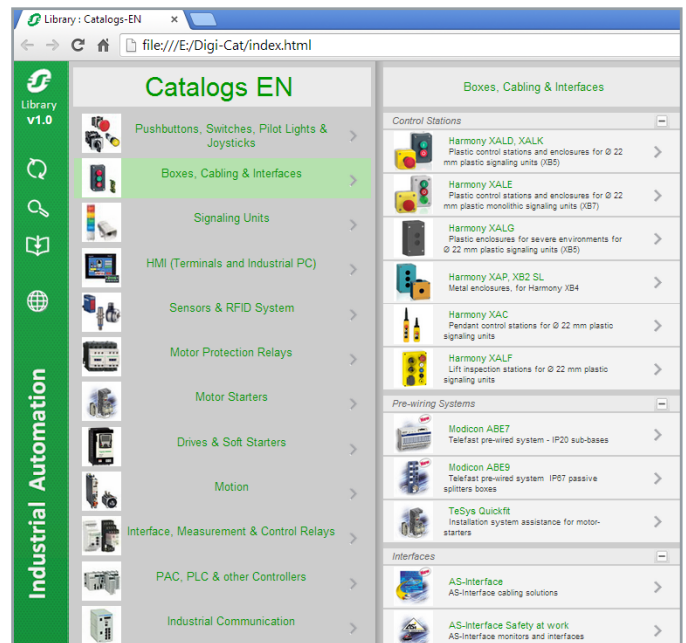 Library : Catalogs-EN
file:///E:/Digi-Cat/index.html
Library
v1.0
Industrial Automation
Catalogs EN
Pushbuttons, Switches, Pilot Lights &
Joysticks
Boxes, Cabling & Interfaces
Signaling Units
HMI (Terminals and Industrial PC)
Sensors & RFID System
Motor Protection Relays
Motor Starters
Drives & Soft Starters
Motion
Interface, Measurement & Control Relays
PAC, PLC & other Controllers
Industrial Communication
Boxes, Cabling & Interfaces
Control Stations
Harmony XALD, XALK
Plastic control stations and enclosures for Ø 22
mm plastic signaling units (XB5)
Harmony XALE
Plastic control stations and enclosures for Ø 22
mm plastic monolithic signaling units (XB7)
Harmony XALG
Plastic enclosures for severe environments for
Ø 22 mm plastic signaling units (XB5)
Harmony XAP, XB2 SL
Metal enclosures, for Harmony XB4
Harmony XAC
Pendant control stations for Ø 22 mm plastic
signaling units
Harmony XALF
Lift inspection stations for Ø 22 mm plastic
signaling units
Pre-wiring Systems
Modicon ABE7
Telefast pre-wired system - IP20 sub-bases
Modicon ABE9
Telefast pre-wired system IP67 passive
splitters boxes
TeSys Quickfit
Installation system assistance for motor-
starters
Interfaces
AS-Interface
AS-Interface cabling solutions
AS-Interface Safety at work
AS-Interface monitors and interfaces